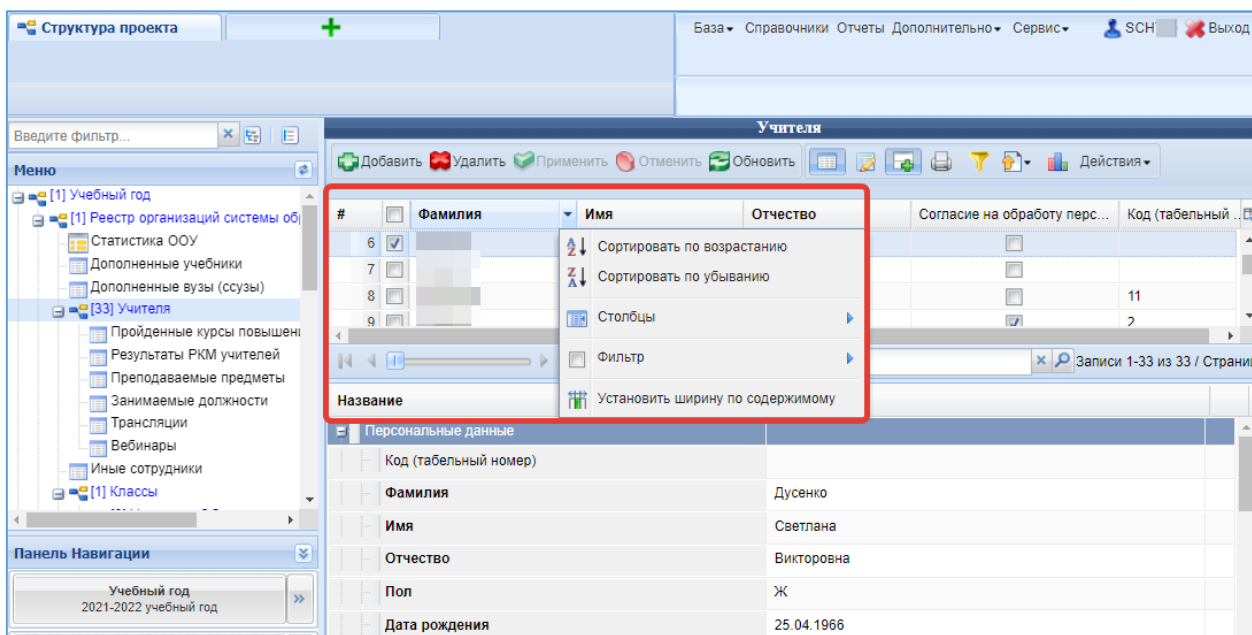 Структура проекта
База Справочники Отчеты Дополнительно Сервис SCH Выход
Введите фильтр...
Учителя
Добавить Удалить Применить Отменить Обновить Действия
Меню
[1] Учебный год
[1] Реестр организаций системы об
Статистика ООУ
Дополненные учебники
Дополненные вузы (ссузы)
[33] Учителя
Пройденные курсы повышен
Результаты РКМ учителей
Преподаваемые предметы
Занимаемые должности
Трансляции
Вебинары
Иные сотрудники
[1] Классы
Панель Навигации
Учебный год
2021-2022 учебный год
# Фамилия Имя Отчество Согласие на обработу перс... Код (табельный ...
6
7
8 11
9 2
Сортировать по возрастанию
Сортировать по убыванию
Столбцы
Фильтр
Установить ширину по содержимому
Записи 1-33 из 33 / Страни
Название
Персональные данные
Код (табельный номер)
Фамилия Дусенко
Имя Светлана
Отчество Викторовна
Пол Ж
Дата рождения 25.04.1966